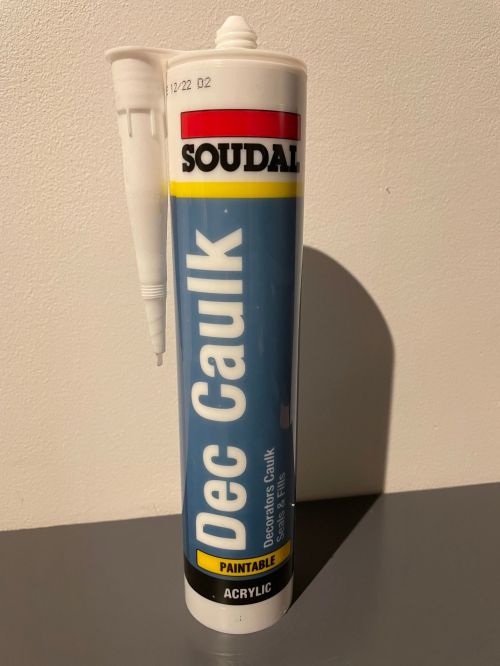 12/22 D2
SOUDAL
Dec Caulk
Decorators Caulk
Seals & Fills
PAINTABLE
ACRYLIC